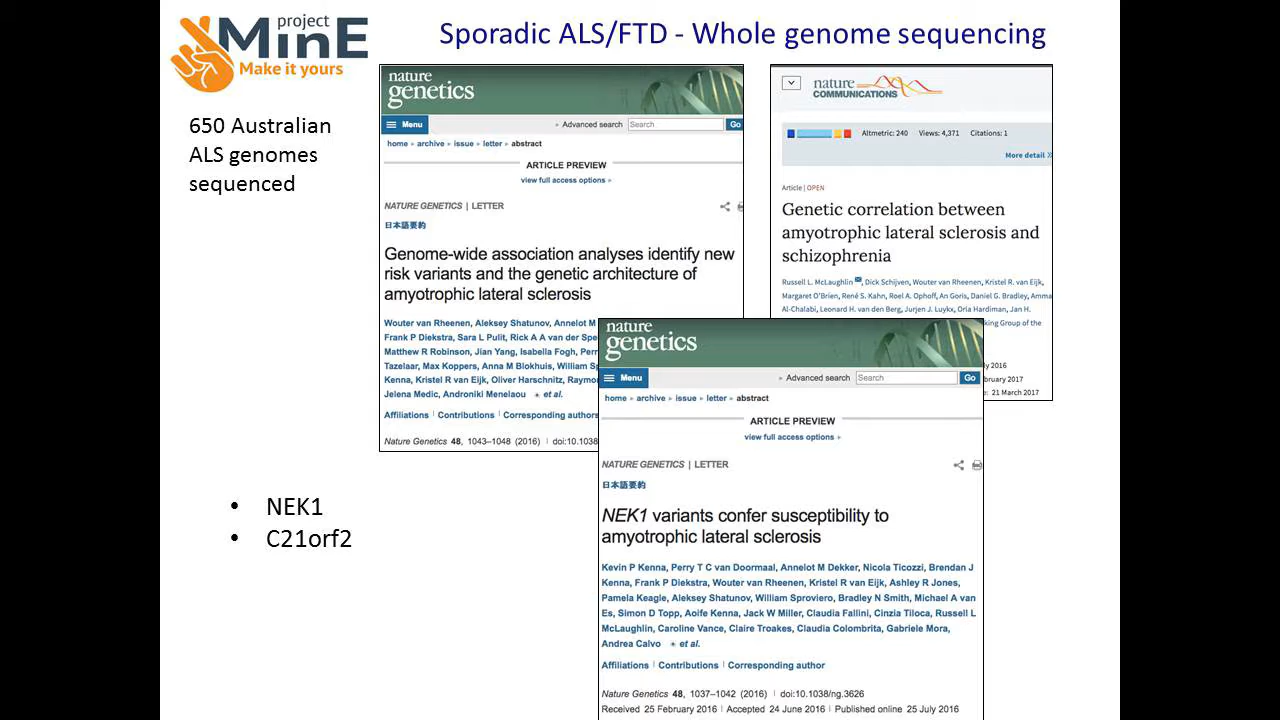 project
MinE
Make it yours
Sporadic ALS/FTD - Whole genome sequencing
650 Australian
ALS genomes
sequenced
nature
genetics
Menu
Advanced search
Search
Go
home archive issue letter abstract
ARTICLE PREVIEW
view full access options
NATURE GENETICS | LETTER
日本語要約
Genome-wide association analyses identify new
risk variants and the genetic architecture of
amyotrophic lateral sclerosis
Wouter van Rheenen, Aleksey Shatunov, Annelot M
Frank P Diekstra, Sara L Pulit, Rick A A van der Spe
Matthew R Robinson, Jian Yang, Isabella Fogh, Perr
Tazelaar, Max Koppers, Anna M Blokhuis, William Sp
Kenna, Kristel R van Eijk, Oliver Harschnitz, Raymo
Jelena Medic, Androniki Menelaou et al.
Affiliations | Contributions | Corresponding authors
Nature Genetics 48, 1043–1048 (2016) | doi:10.1038
nature
COMMUNICATIONS
Altmetric: 240 Views: 4,371 Citations: 1
More detail »
Article | OPEN
Genetic correlation between
amyotrophic lateral sclerosis and
schizophrenia
Russell L. McLaughlin, Dick Schijven, Wouter van Rheenen, Kristel R. van Eijk,
Margaret O'Brien, René S. Kahn, Roel A. Ophoff, An Goris, Daniel G. Bradley, Amma
Al-Chalabi, Leonard H. van den Berg, Jurjen J. Luykx, Orla Hardiman, Jan H.
king Group of the
y 2016
bruary 2017
e: 21 March 2017
nature
genetics
Menu
Advanced search
Search
Go
home archive issue letter abstract
ARTICLE PREVIEW
view full access options
NATURE GENETICS | LETTER
日本語要約
NEK1 variants confer susceptibility to
amyotrophic lateral sclerosis
Kevin P Kenna, Perry T C van Doormaal, Annelot M Dekker, Nicola Ticozzi, Brendan J
Kenna, Frank P Diekstra, Wouter van Rheenen, Kristel R van Eijk, Ashley R Jones,
Pamela Keagle, Aleksey Shatunov, William Sproviero, Bradley N Smith, Michael A van
Es, Simon D Topp, Aoife Kenna, Jack W Miller, Claudia Fallini, Cinzia Tiloca, Russell L
McLaughlin, Caroline Vance, Claire Troakes, Claudia Colombrita, Gabriele Mora,
Andrea Calvo et al.
Affiliations | Contributions | Corresponding author
Nature Genetics 48, 1037–1042 (2016) | doi:10.1038/ng.3626
Received 25 February 2016 | Accepted 24 June 2016 | Published online 25 July 2016
• NEK1
• C21orf2